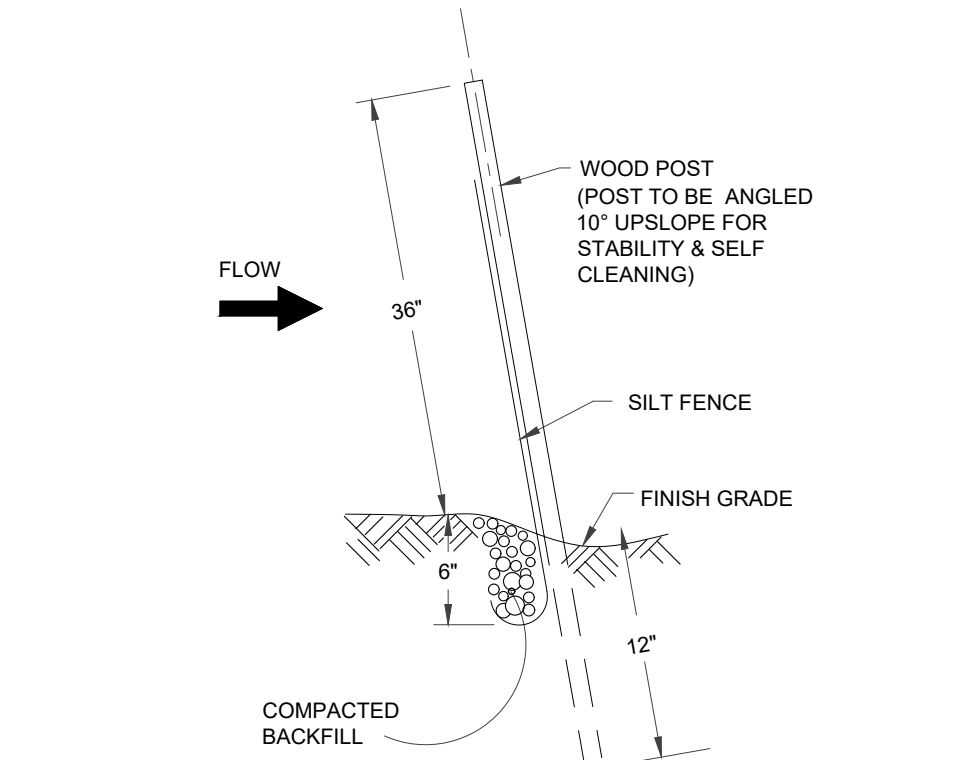 WOOD POST
(POST TO BE ANGLED
10° UPSLOPE FOR
STABILITY & SELF
CLEANING)
FLOW
36"
SILT FENCE
FINISH GRADE
6"
12"
COMPACTED
BACKFILL